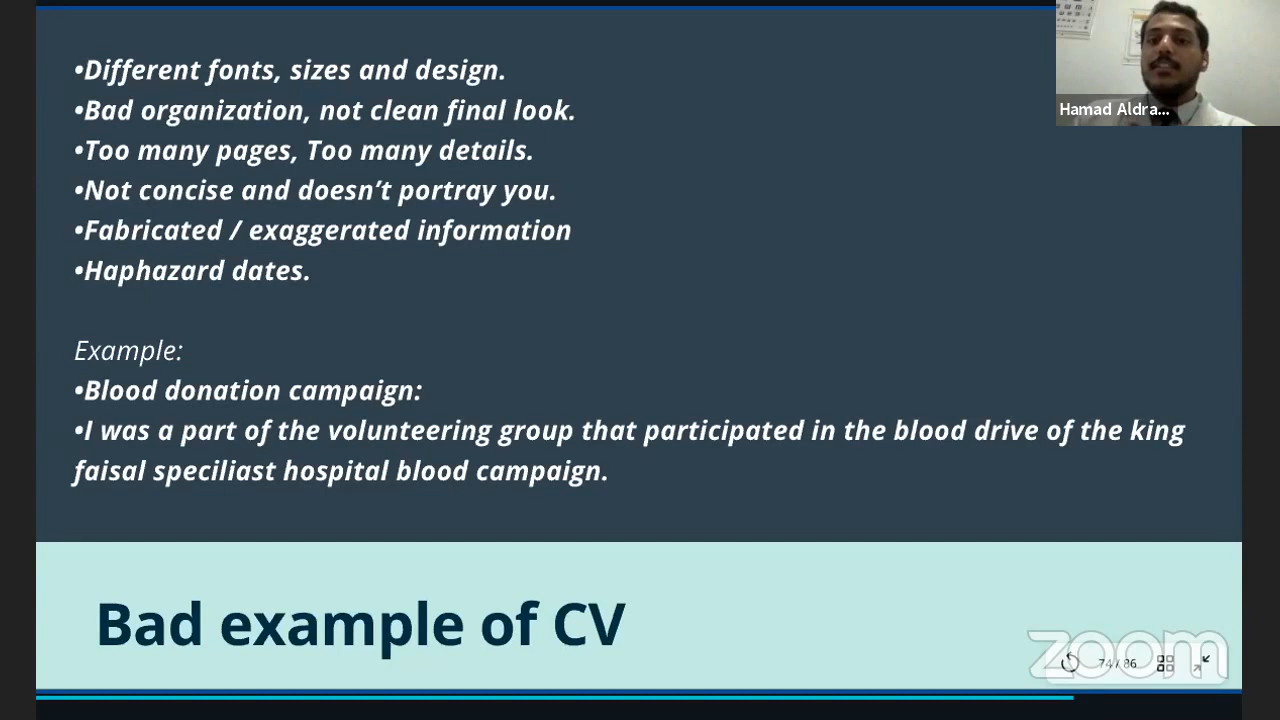 •Different fonts, sizes and design.
•Bad organization, not clean final look.
•Too many pages, Too many details.
•Not concise and doesn’t portray you.
•Fabricated / exaggerated information
•Haphazard dates.
Example:
•Blood donation campaign:
•I was a part of the volunteering group that participated in the blood drive of the king
faisal speciliast hospital blood campaign.
Bad example of CV
Hamad Aldra...
zoom
74 / 86